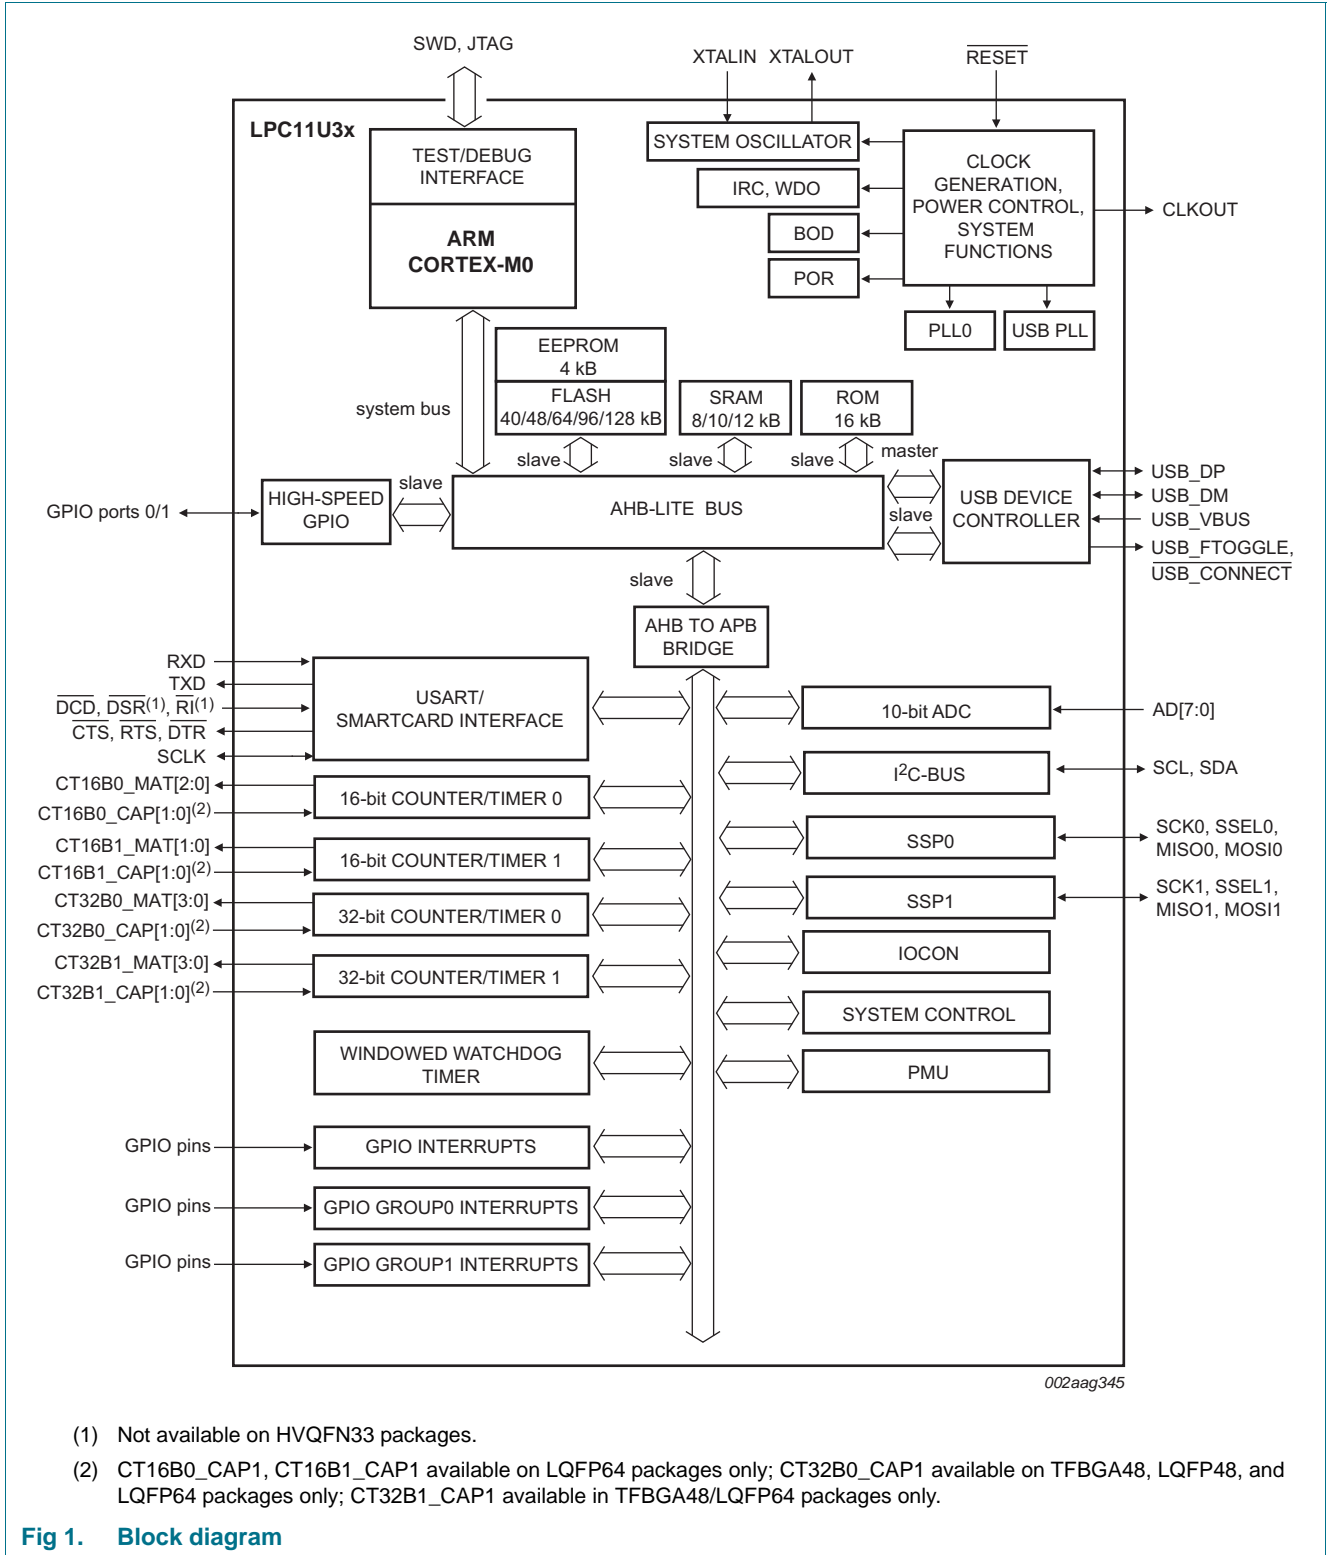 SWD, JTAG
XTALIN XTALOUT
RESET
LPC11U3x
TEST/DEBUG
INTERFACE
ARM
CORTEX-M0
SYSTEM OSCILLATOR
IRC, WDO
BOD
POR
CLOCK
GENERATION,
POWER CONTROL,
SYSTEM
FUNCTIONS
CLKOUT
PLL0
USB PLL
EEPROM
4 kB
FLASH
40/48/64/96/128 kB
SRAM
8/10/12 kB
ROM
16 kB
system bus
slave
slave
slave
master
slave
slave
GPIO ports 0/1
HIGH-SPEED
GPIO
AHB-LITE BUS
USB DEVICE
CONTROLLER
USB_DP
USB_DM
USB_VBUS
USB_FTOGGLE,
USB_CONNECT
slave
AHB TO APB
BRIDGE
RXD
TXD
DCD, DSR(1), RI(1)
CTS, RTS, DTR
SCLK
USART/
SMARTCARD INTERFACE
CT16B0_MAT[2:0]
CT16B0_CAP[1:0](2)
16-bit COUNTER/TIMER 0
CT16B1_MAT[1:0]
CT16B1_CAP[1:0](2)
16-bit COUNTER/TIMER 1
CT32B0_MAT[3:0]
CT32B0_CAP[1:0](2)
32-bit COUNTER/TIMER 0
CT32B1_MAT[3:0]
CT32B1_CAP[1:0](2)
32-bit COUNTER/TIMER 1
WINDOWED WATCHDOG
TIMER
GPIO pins
GPIO INTERRUPTS
GPIO pins
GPIO GROUP0 INTERRUPTS
GPIO pins
GPIO GROUP1 INTERRUPTS
10-bit ADC
AD[7:0]
I2C-BUS
SCL, SDA
SSP0
SCK0, SSEL0,
MISO0, MOSI0
SSP1
SCK1, SSEL1,
MISO1, MOSI1
IOCON
SYSTEM CONTROL
PMU
002aag345
(1) Not available on HVQFN33 packages.
(2) CT16B0_CAP1, CT16B1_CAP1 available on LQFP64 packages only; CT32B0_CAP1 available on TFBGA48, LQFP48, and
LQFP64 packages only; CT32B1_CAP1 available in TFBGA48/LQFP64 packages only.
Fig 1. Block diagram